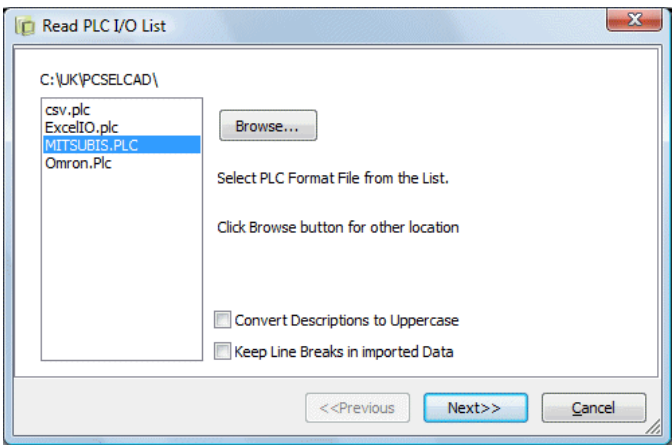 Read PLC I/O List
C:\UK\PCSELCAD\
csv.plc
ExcelIO.plc
MITSUBIS.PLC
Omron.Plc
Browse...
Select PLC Format File from the List.
Click Browse button for other location
Convert Descriptions to Uppercase
Keep Line Breaks in imported Data
<<Previous
Next>>
Cancel